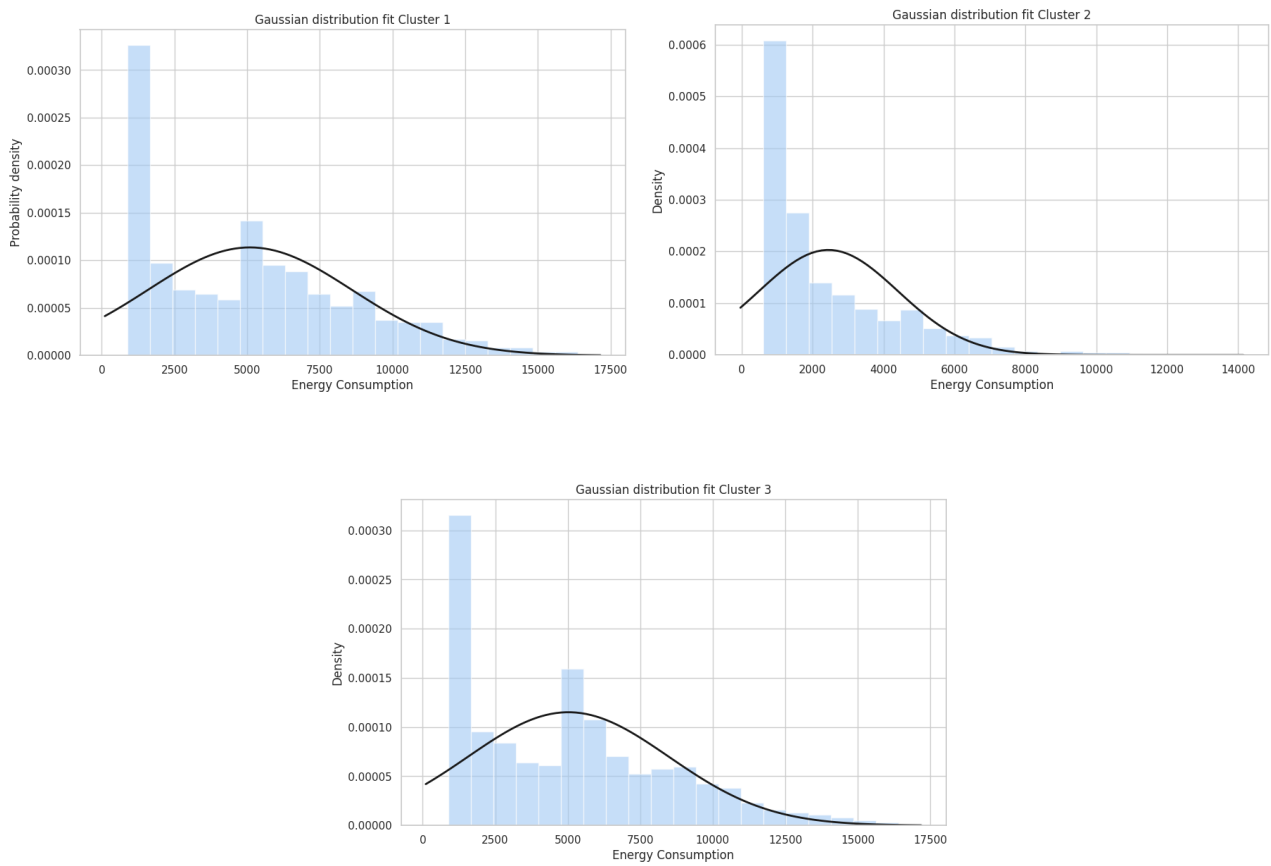 Gaussian distribution fit Cluster 1
Probability density
0.00030
0.00025
0.00020
0.00015
0.00010
0.00005
0.00000
0 2500 5000 7500 10000 12500 15000 17500
Energy Consumption
Gaussian distribution fit Cluster 2
Density
0.0006
0.0005
0.0004
0.0003
0.0002
0.0001
0.0000
0 2000 4000 6000 8000 10000 12000 14000
Energy Consumption
Gaussian distribution fit Cluster 3
Density
0.00030
0.00025
0.00020
0.00015
0.00010
0.00005
0.00000
0 2500 5000 7500 10000 12500 15000 17500
Energy Consumption